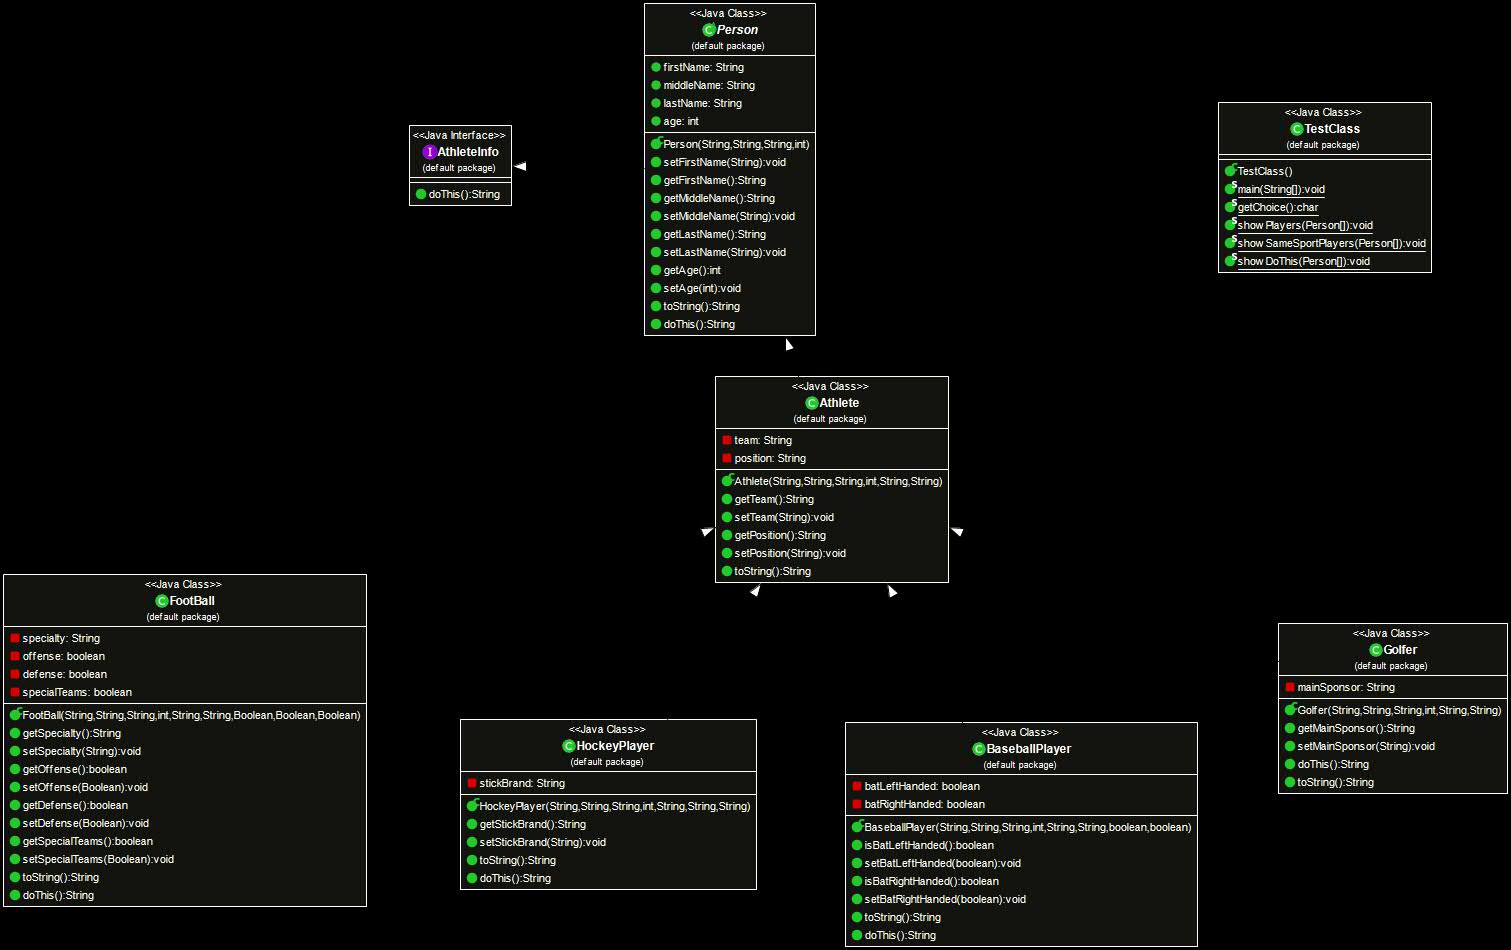 <<Java Class>>
Person
(default package)
firstName: String
middleName: String
lastName: String
age: int
Person(String,String,String,int)
setFirstName(String):void
getFirstName():String
getMiddleName():String
setMiddleName(String):void
getLastName():String
setLastName(String):void
getAge():int
setAge(int):void
toString():String
doThis():String
<<Java Interface>>
AthleteInfo
(default package)
doThis():String
<<Java Class>>
TestClass
(default package)
TestClass()
main(String[]):void
getChoice():char
showPlayers(Person[]):void
showSameSportPlayers(Person[]):void
showDoThis(Person[]):void
<<Java Class>>
Athlete
(default package)
team: String
position: String
Athlete(String,String,String,int,String,String)
getTeam():String
setTeam(String):void
getPosition():String
setPosition(String):void
toString():String
<<Java Class>>
FootBall
(default package)
specialty: String
offense: boolean
defense: boolean
specialTeams: boolean
FootBall(String,String,String,int,String,String,Boolean,Boolean,Boolean)
getSpecialty():String
setSpecialty(String):void
getOffense():boolean
setOffense(Boolean):void
getDefense():boolean
setDefense(Boolean):void
getSpecialTeams():boolean
setSpecialTeams(Boolean):void
toString():String
doThis():String
<<Java Class>>
HockeyPlayer
(default package)
stickBrand: String
HockeyPlayer(String,String,String,int,String,String,String)
getStickBrand():String
setStickBrand(String):void
toString():String
doThis():String
<<Java Class>>
BaseballPlayer
(default package)
batLeftHanded: boolean
batRightHanded: boolean
BaseballPlayer(String,String,String,int,String,String,boolean,boolean)
isBatLeftHanded():boolean
setBatLeftHanded(boolean):void
isBatRightHanded():boolean
setBatRightHanded(boolean):void
toString():String
doThis():String
<<Java Class>>
Golfer
(default package)
mainSponsor: String
Golfer(String,String,String,int,String,String)
getMainSponsor():String
setMainSponsor(String):void
doThis():String
toString():String